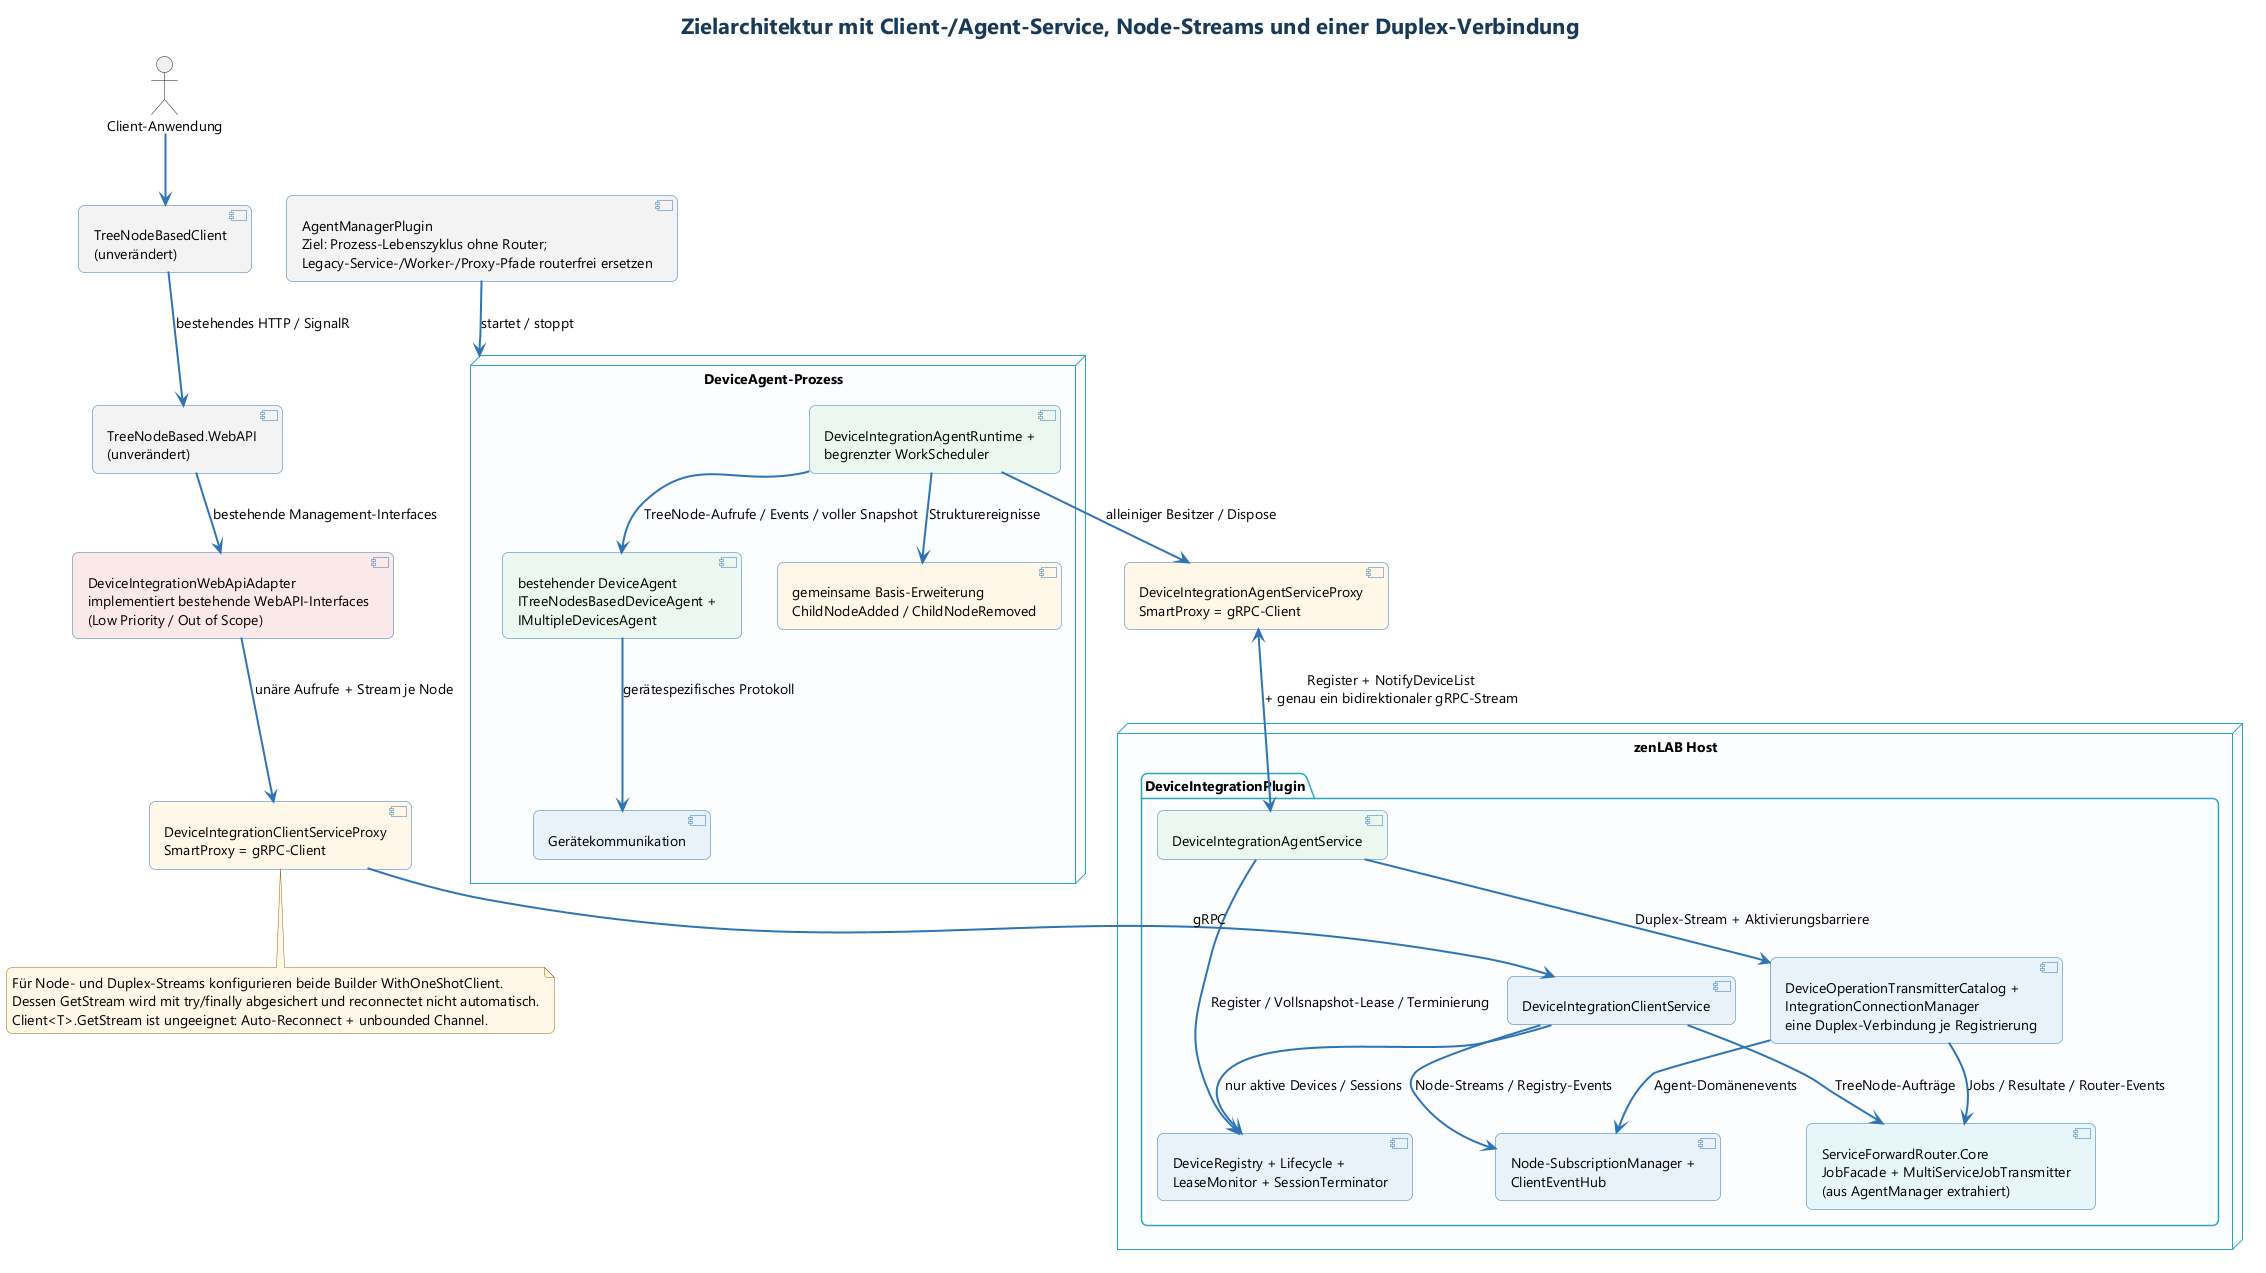 Zielarchitektur mit Client-/Agent-Service, Node-Streams und einer Duplex-Verbindung
Client-Anwendung
TreeNodeBasedClient
(unverändert)
AgentManagerPlugin
Ziel: Prozess-Lebenszyklus ohne Router;
Legacy-Service-/Worker-/Proxy-Pfade routerfrei ersetzen
bestehendes HTTP / SignalR
startet / stoppt
DeviceAgent-Prozess
TreeNodeBased.WebAPI
(unverändert)
DeviceIntegrationAgentRuntime +
begrenzter WorkScheduler
bestehende Management-Interfaces
TreeNode-Aufrufe / Events / voller Snapshot
Strukturereignisse
alleiniger Besitzer / Dispose
DeviceIntegrationWebApiAdapter
implementiert bestehende WebAPI-Interfaces
(Low Priority / Out of Scope)
bestehender DeviceAgent
ITreeNodesBasedDeviceAgent +
IMultipleDevicesAgent
gemeinsame Basis-Erweiterung
ChildNodeAdded / ChildNodeRemoved
DeviceIntegrationAgentServiceProxy
SmartProxy = gRPC-Client
unäre Aufrufe + Stream je Node
gerätespezifisches Protokoll
Register + NotifyDeviceList
+ genau ein bidirektionaler gRPC-Stream
zenLAB Host
DeviceIntegrationPlugin
DeviceIntegrationClientServiceProxy
SmartProxy = gRPC-Client
Gerätekommunikation
DeviceIntegrationAgentService
gRPC
Duplex-Stream + Aktivierungsbarriere
Für Node- und Duplex-Streams konfigurieren beide Builder WithOneShotClient.
Dessen GetStream wird mit try/finally abgesichert und reconnectet nicht automatisch.
Client<T>.GetStream ist ungeeignet: Auto-Reconnect + unbounded Channel.
Register / Vollsnapshot-Lease / Terminierung
DeviceIntegrationClientService
DeviceOperationTransmitterCatalog +
IntegrationConnectionManager
eine Duplex-Verbindung je Registrierung
nur aktive Devices / Sessions
Node-Streams / Registry-Events
Agent-Domänenevents
TreeNode-Aufträge
Jobs / Resultate / Router-Events
DeviceRegistry + Lifecycle +
LeaseMonitor + SessionTerminator
Node-SubscriptionManager +
ClientEventHub
ServiceForwardRouter.Core
JobFacade + MultiServiceJobTransmitter
(aus AgentManager extrahiert)